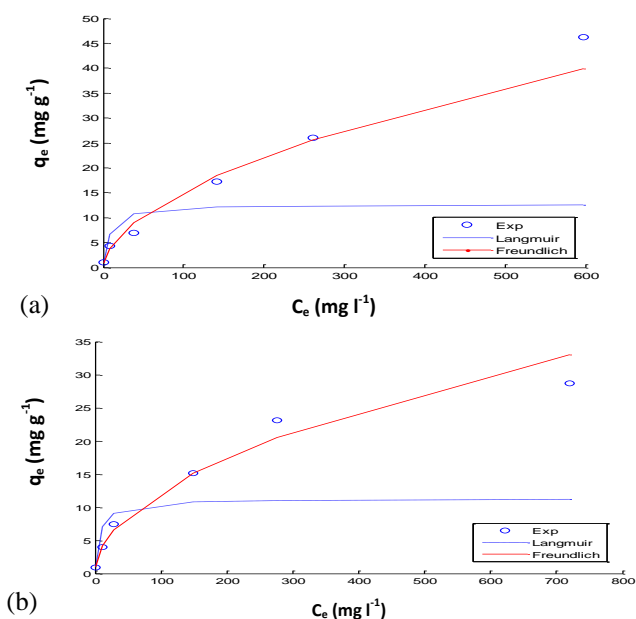 50
45
40
35
30
25
20
15
10
5
0
qₑ (mg g⁻¹)
Exp
Langmuir
Freundlich
0 100 200 300 400 500 600
(a)
Cₑ (mg l⁻¹)
35
30
25
20
15
10
5
0
qₑ (mg g⁻¹)
Exp
Langmuir
Freundlich
0 100 200 300 400 500 600 700 800
(b)
Cₑ (mg l⁻¹)